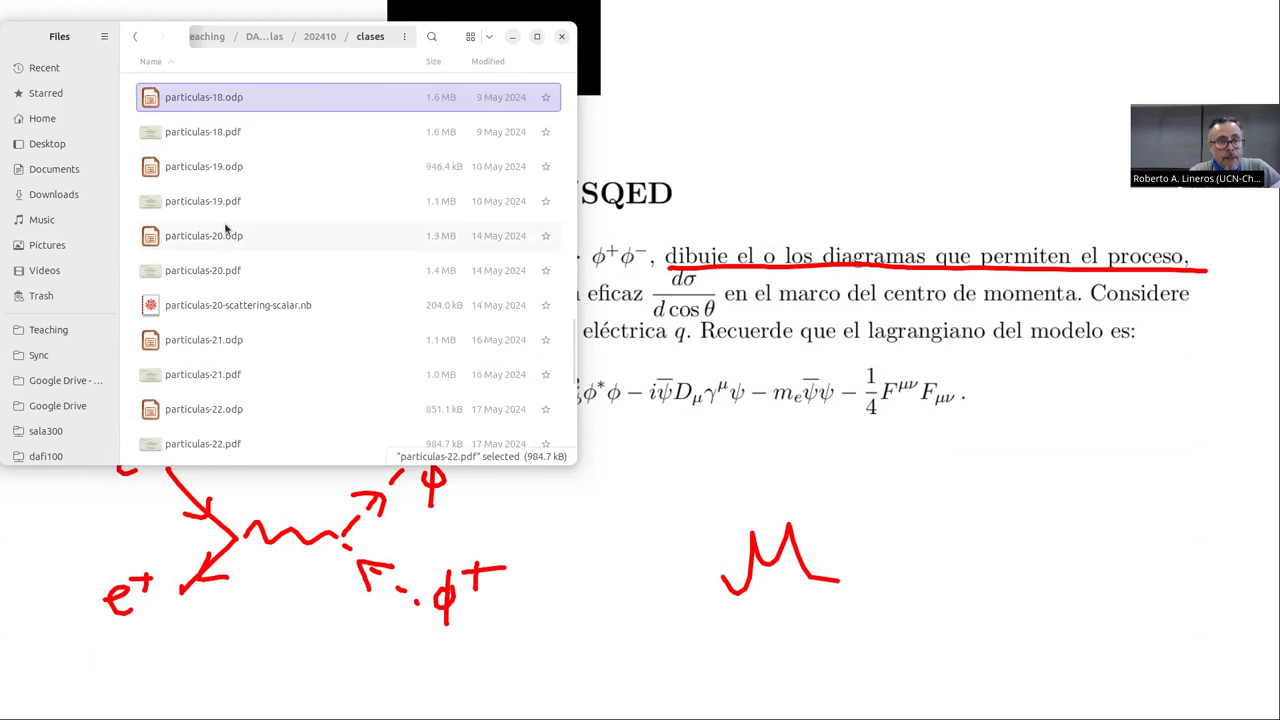 Files
eaching / DA...las / 202410 / clases
Name Size Modified
Recent
Starred
Home
Desktop
Documents
Downloads
Music
Pictures
Videos
Trash
Teaching
Sync
Google Drive - ...
Google Drive
sala300
dafi100
particulas-18.odp 1.6 MB 9 May 2024
particulas-18.pdf 1.6 MB 9 May 2024
particulas-19.odp 946.4 kB 10 May 2024
particulas-19.pdf 1.1 MB 10 May 2024
particulas-20.odp 1.3 MB 14 May 2024
particulas-20.pdf 1.4 MB 14 May 2024
particulas-20-scattering-scalar.nb 204.0 kB 14 May 2024
particulas-21.odp 1.1 MB 16 May 2024
particulas-21.pdf 1.0 MB 16 May 2024
particulas-22.odp 851.1 kB 17 May 2024
particulas-22.pdf 984.7 kB 17 May 2024
"particulas-22.pdf" selected (984.7 kB)
Roberto A. Lineros (UCN-Ch...
SQED
ϕ⁺ϕ⁻, dibuje el o los diagramas que permiten el proceso,
eficaz dσ/d cos θ en el marco del centro de momenta. Considere
eléctrica q. Recuerde que el lagrangiano del modelo es:
ϕ*ϕ − iψ̄D_μγ^μψ − m_eψ̄ψ − 1/4 F^{μν}F_{μν} .
ϕ
e⁺
ϕ⁺
M